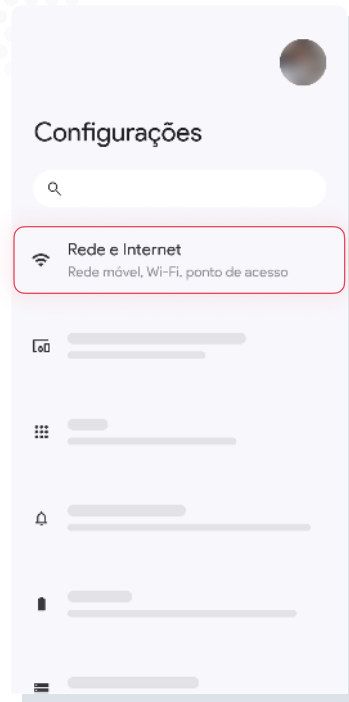 Configurações
Rede e Internet
Rede móvel, Wi-Fi, ponto de acesso